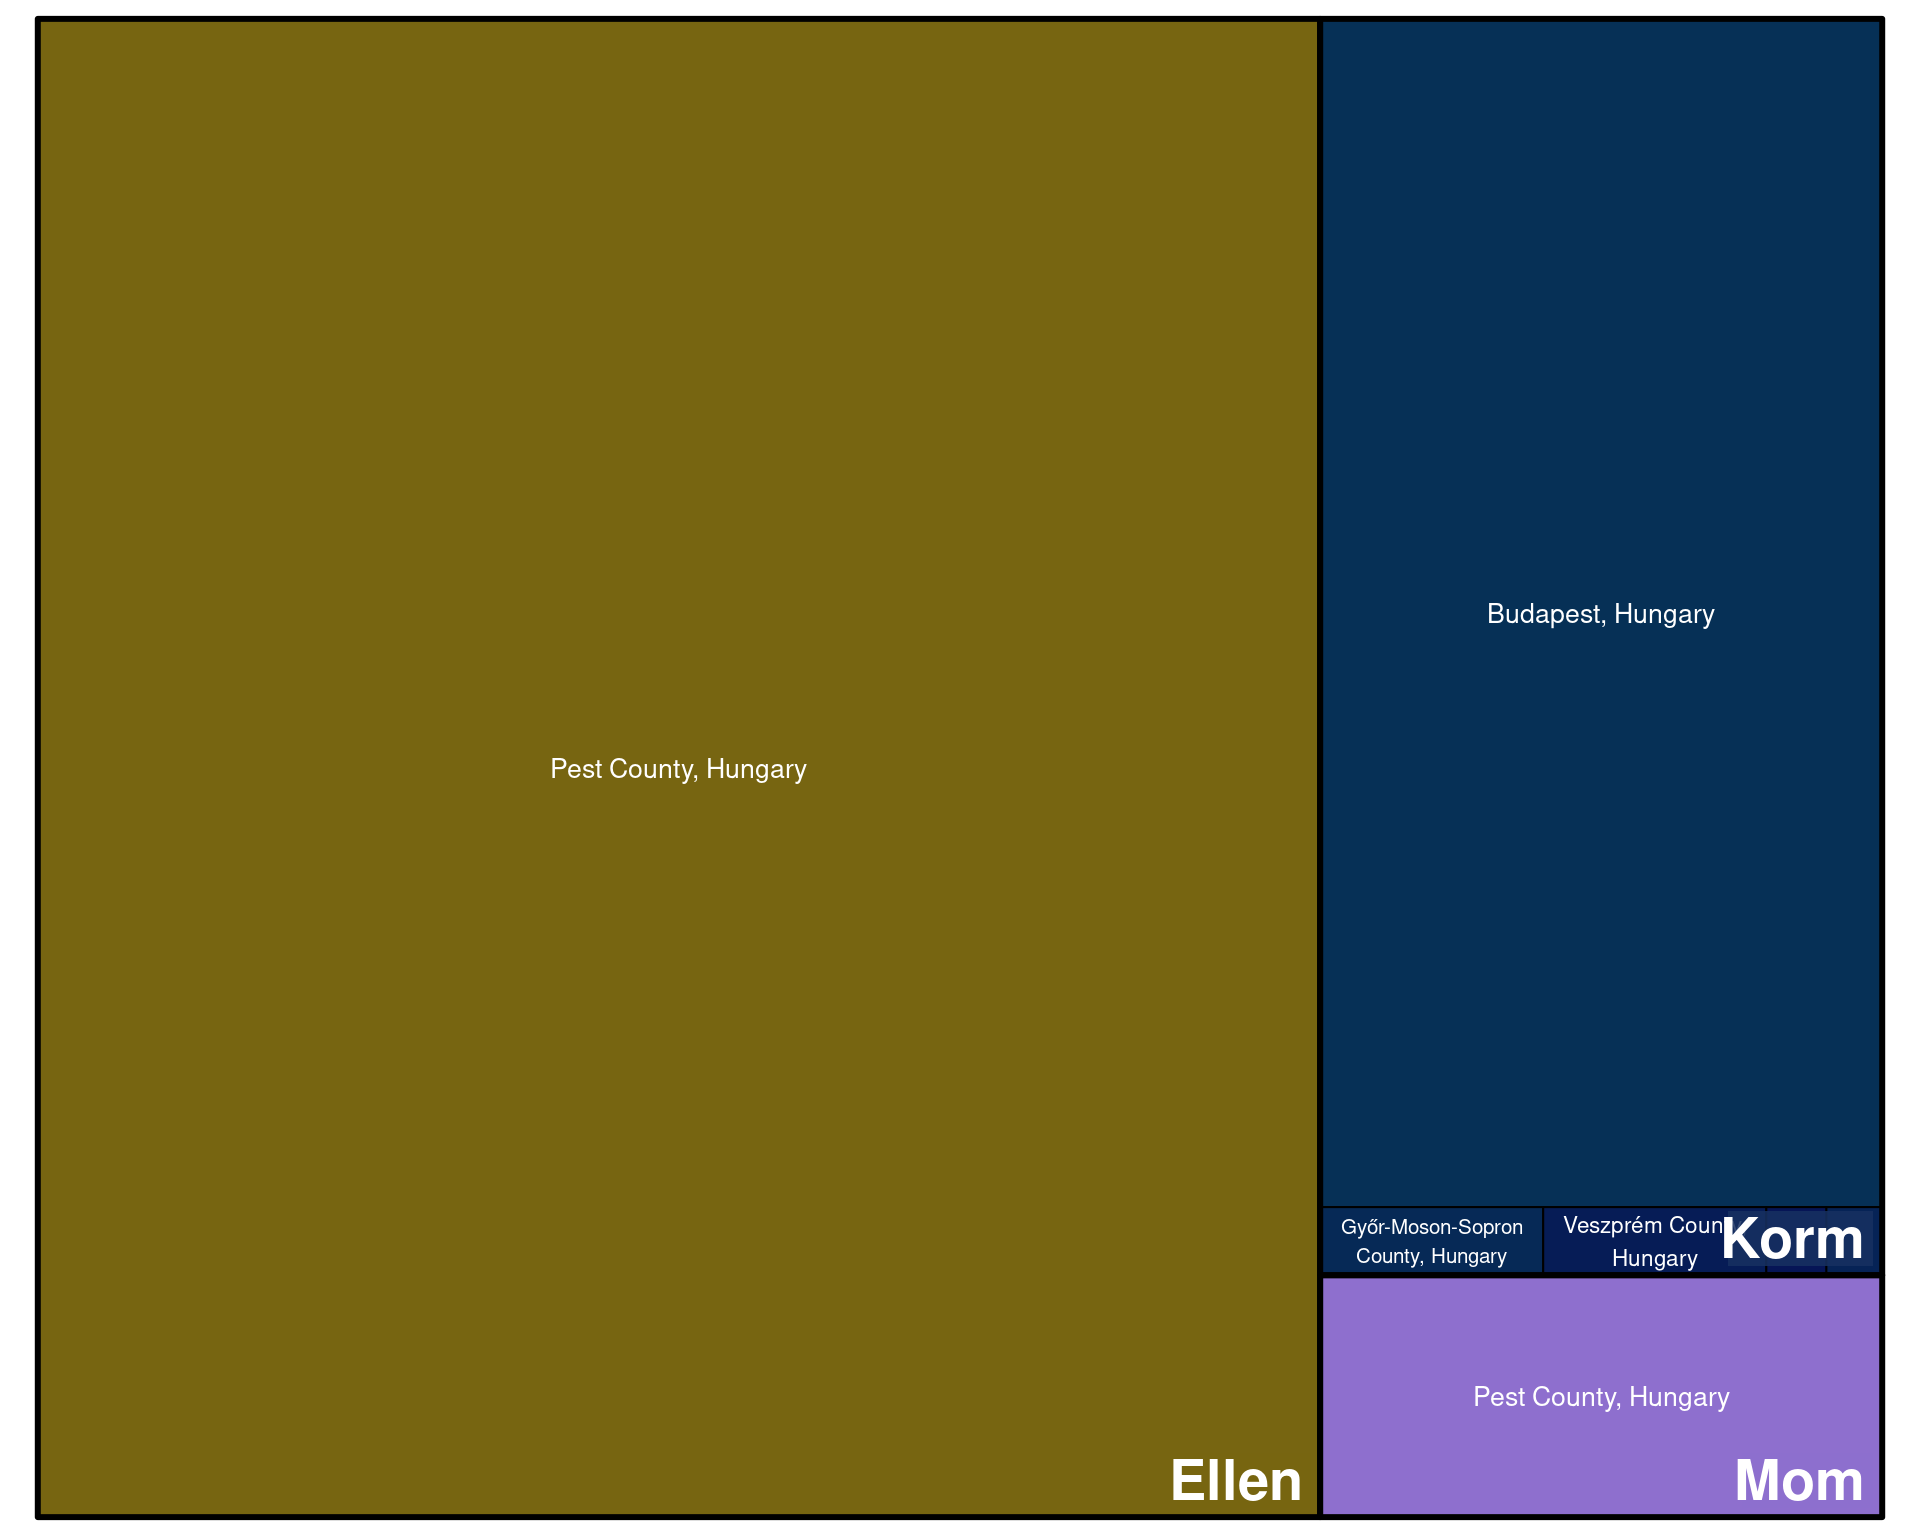 Budapest, Hungary
Pest County, Hungary
Győr-Moson-Sopron
County, Hungary
Veszprém Coun
Hungary
Korm
Pest County, Hungary
Ellen
Mom